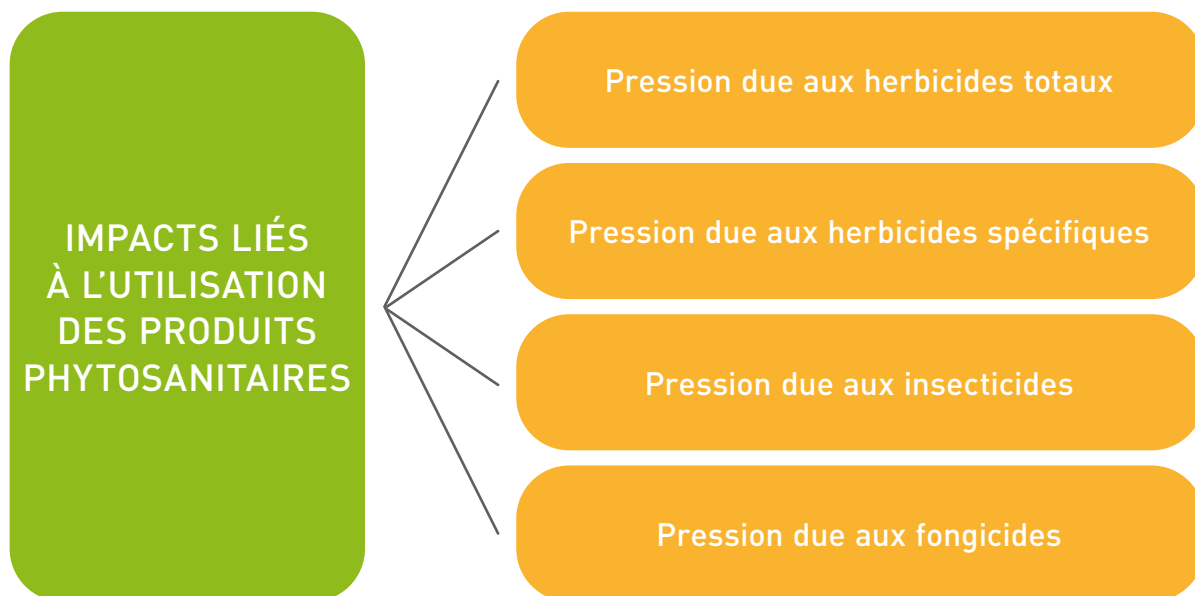 IMPACTS LIÉS
À L’UTILISATION
DES PRODUITS
PHYTOSANITAIRES
Pression due aux herbicides totaux
Pression due aux herbicides spécifiques
Pression due aux insecticides
Pression due aux fongicides